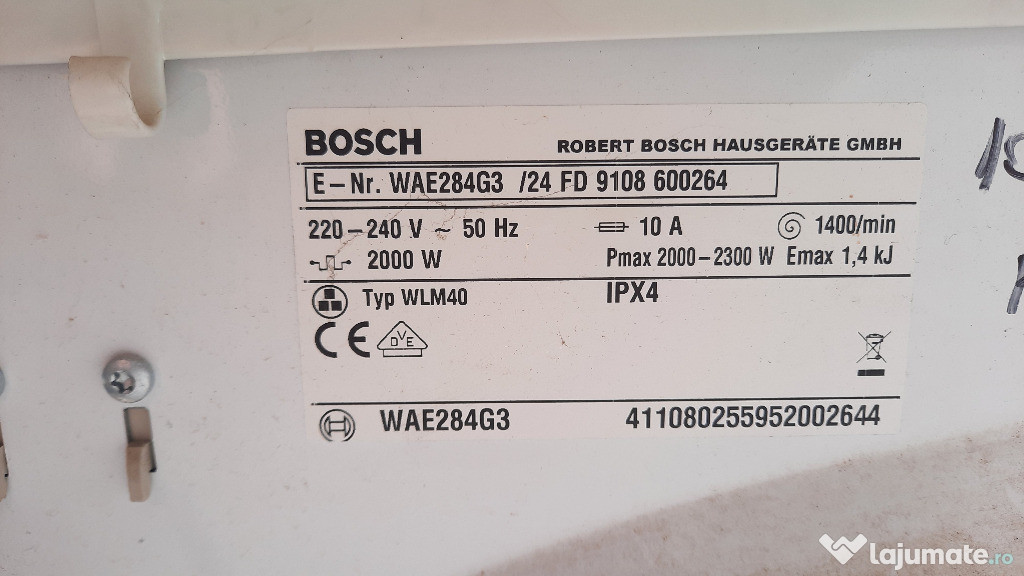 BOSCH ROBERT BOSCH HAUSGERÄTE GMBH
E-Nr. WAE284G3 /24 FD 9108 600264
220-240 V ~ 50 Hz 10 A 1400/min
2000 W Pmax 2000-2300 W Emax 1,4 kJ
Typ WLM40 IPX4
CE DVE
WAE284G3 411080255952002644
lajumate.ro